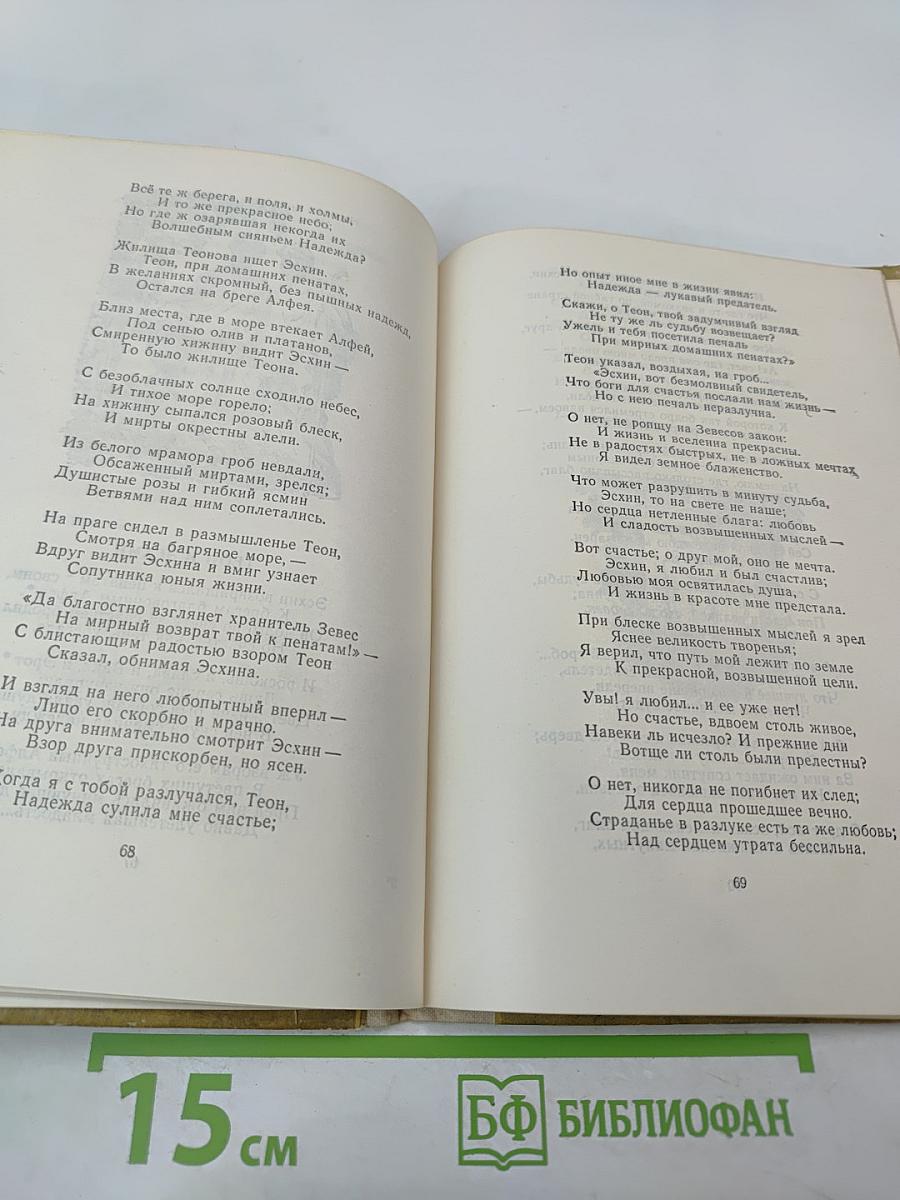 Всё те ж берега, и поля, и холмы,
И то же прекрасное небо;
Но где ж озарявшая некогда их
Волшебным сияньем Надежда?
Жилища Теонова ищет Эсхин.
Теон, при домашних пенатах,
В желаниях скромный, без пышных надежд,
Остался на бреге Алфея.
Близ места, где в море втекает Алфей,
Под сенью олив и платанов,
Смиренную хижину видит Эсхин —
То было жилище Теона.
С безоблачных солнце сходило небес,
И тихое море горело;
На хижину сыпался розовый блеск,
И мирты окрестны алели.
Из белого мрамора гроб невдали,
Обсаженный миртами, зрелся;
Душистые розы и гибкий ясмин
Ветвями над ним соплетались.
На праге сидел в размышленье Теон,
Смотря на багряное море, —
Вдруг видит Эсхина и вмиг узнает
Сопутника юныя жизни.
«Да благостно взглянет хранитель Зевес
На мирный возврат твой к пенатам!» —
С блистающим радостью взором Теон
Сказал, обнимая Эсхина.
И взгляд на него любопытный вперил —
Лицо его скорбно и мрачно.
На друга внимательно смотрит Эсхин —
Взор друга прискорбен, но ясен.
Когда я с тобой разлучался, Теон,
Надежда сулила мне счастье;
68
Но опыт иное мне в жизни явил:
Надежда — лукавый предатель.
Скажи, о Теон, твой задумчивый взгляд
Не ту же ль судьбу возвещает?
Ужель и тебя посетила печаль
При мирных домашних пенатах?»
Теон указал, воздыхая, на гроб...
«Эсхин, вот безмолвный свидетель,
Что боги для счастья послали нам жизнь —
Но с нею печаль неразлучна.
О нет, не ропщу на Зевесов закон:
И жизнь и вселенна прекрасны.
Не в радостях быстрых, не в ложных мечтах
Я видел земное блаженство.
Что может разрушить в минуту судьба,
Эсхин, то на свете не наше;
Но сердца нетленные блага: любовь
И сладость возвышенных мыслей —
Вот счастье; о друг мой, оно не мечта.
Эсхин, я любил и был счастлив;
Любовью моя освятилась душа,
И жизнь в красоте мне предстала.
При блеске возвышенных мыслей я зрел
Яснее великость творенья;
Я верил, что путь мой лежит по земле
К прекрасной, возвышенной цели.
Увы! я любил... и ее уже нет!
Но счастье, вдвоем столь живое,
Навеки ль исчезло? И прежние дни
Вотще ли столь были прелестны?
О нет, никогда не погибнет их след;
Для сердца прошедшее вечно.
Страданье в разлуке есть та же любовь;
Над сердцем утрата бессильна.
69
15 см
БФ БИБЛИОФАН